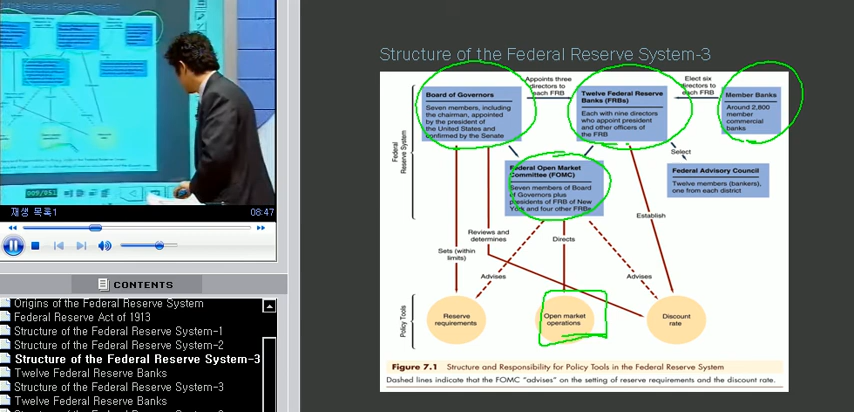 Structure of the Federal Reserve System-3
Appoints three
directors to
each FRB
Elect six
directors to
each FRB
Board of Governors
Seven members, including
the chairman, appointed
by the president of
the United States and
confirmed by the Senate
Twelve Federal Reserve
Banks (FRBs)
Each with nine directors
who appoint president
and other officers of
the FRB
Member Banks
Around 2,800
member commercial
banks
Federal
Reserve System
Select
Federal Open Market
Committee (FOMC)
Seven members of Board
of Governors plus
presidents of FRB of New
York and four other FRBs
Federal Advisory Council
Twelve members (bankers),
one from each district
Establish
Reviews and
determines
Directs
Sets (within
limits)
Advises
Advises
Policy Tools
Reserve
requirements
Open market
operations
Discount
rate
Figure 7.1 Structure and Responsibility for Policy Tools in the Federal Reserve System
Dashed lines indicate that the FOMC "advises" on the setting of reserve requirements and the discount rate.
재생 목록1
08:47
CONTENTS
Origins of the Federal Reserve System
Federal Reserve Act of 1913
Structure of the Federal Reserve System-1
Structure of the Federal Reserve System-2
Structure of the Federal Reserve System-3
Twelve Federal Reserve Banks
Structure of the Federal Reserve System-3
Twelve Federal Reserve Banks